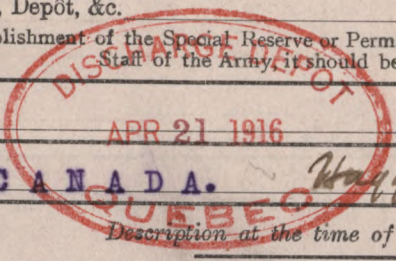 , Depôt, &c.
blishment of the Special Reserve or Perm
Staff of the Army, it should be
DISCHARGE DEPOT
APR 21 1916
CANADA.
QUEBEC
Description at the time of